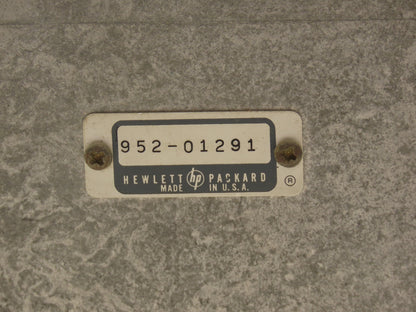 952-01291
HEWLETT hp PACKARD
MADE IN U.S.A. ®